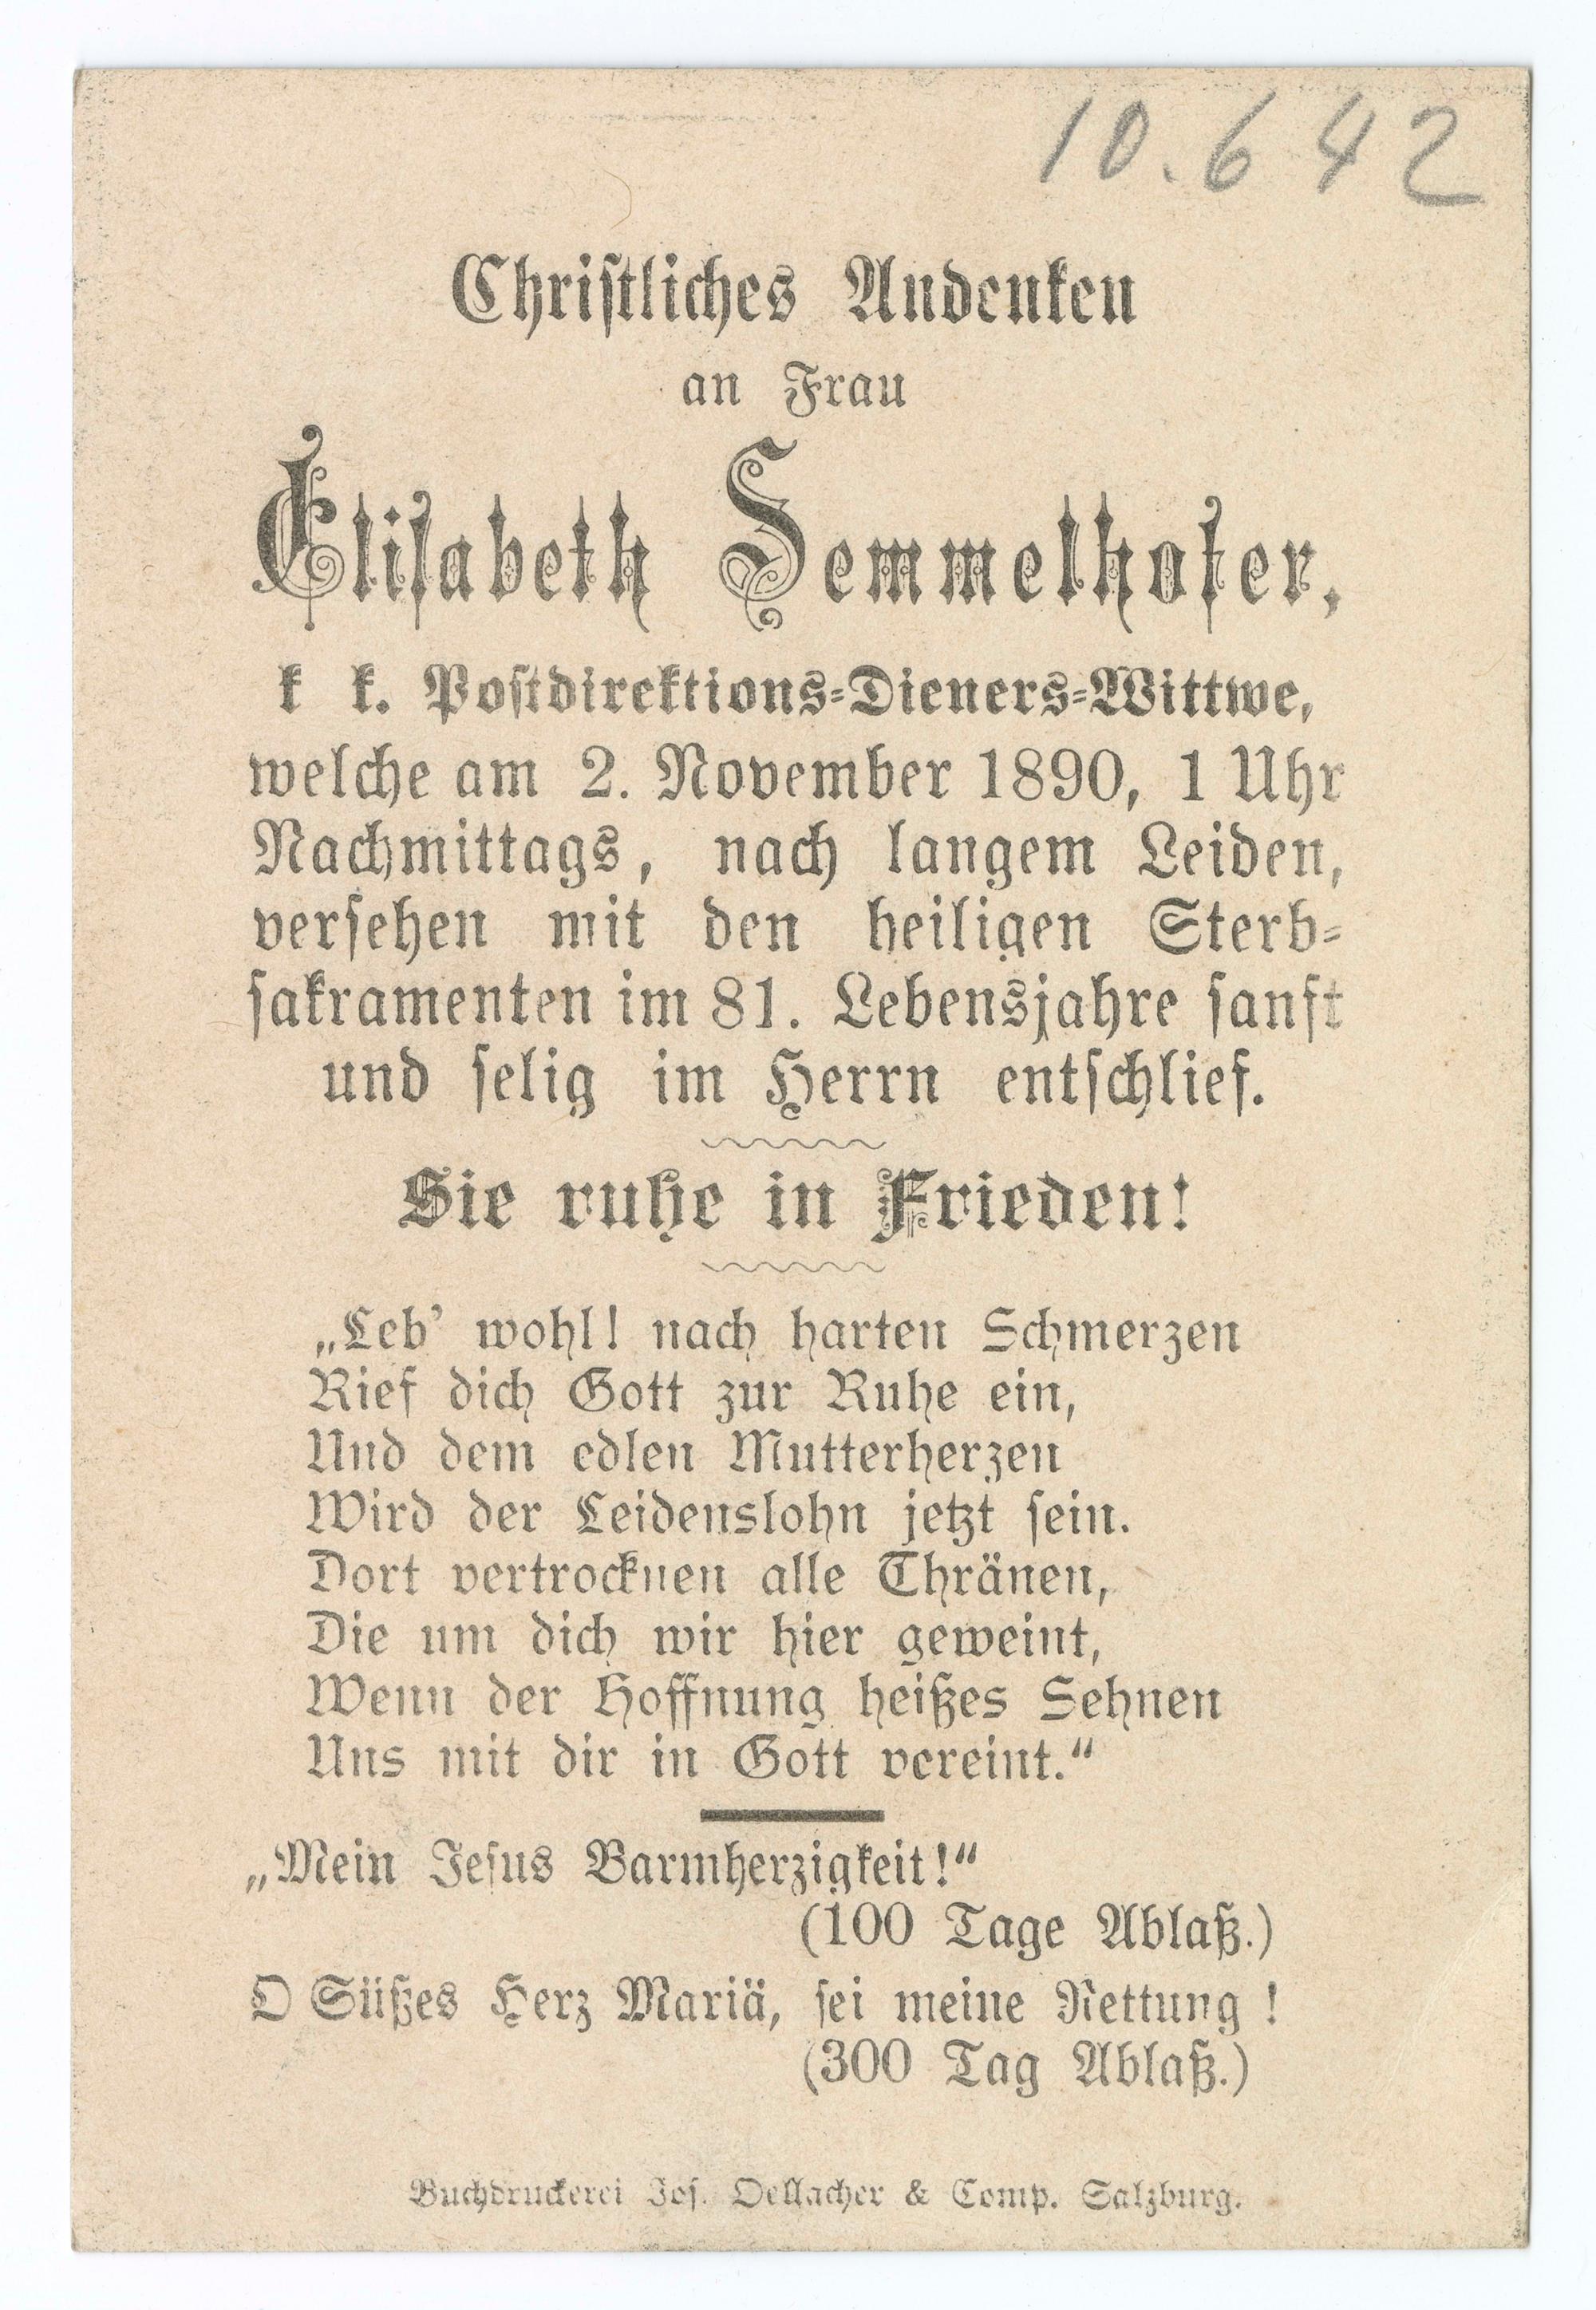 10.642
Christliches Andenken
an Frau
Elisabeth Semmelhofer,
k k. Postdirektions-Dieners-Wittwe,
welche am 2. November 1890, 1 Uhr
Nachmittags, nach langem Leiden,
versehen mit den heiligen Sterb-
sakramenten im 81. Lebensjahre sanft
und selig im Herrn entschlief.
Sie ruhe in Frieden!
„Leb’ wohl! nach harten Schmerzen
Rief dich Gott zur Ruhe ein,
Und dem edlen Mutterherzen
Wird der Leidenslohn jetzt sein.
Dort vertrocknen alle Thränen,
Die um dich wir hier geweint,
Wenn der Hoffnung heißes Sehnen
Uns mit dir in Gott vereint.“
„Mein Jesus Barmherzigkeit!“
(100 Tage Ablaß.)
O Süßes Herz Mariä, sei meine Rettung !
(300 Tag Ablaß.)
Buchdruckerei Jos. Oellacher & Comp. Salzburg.